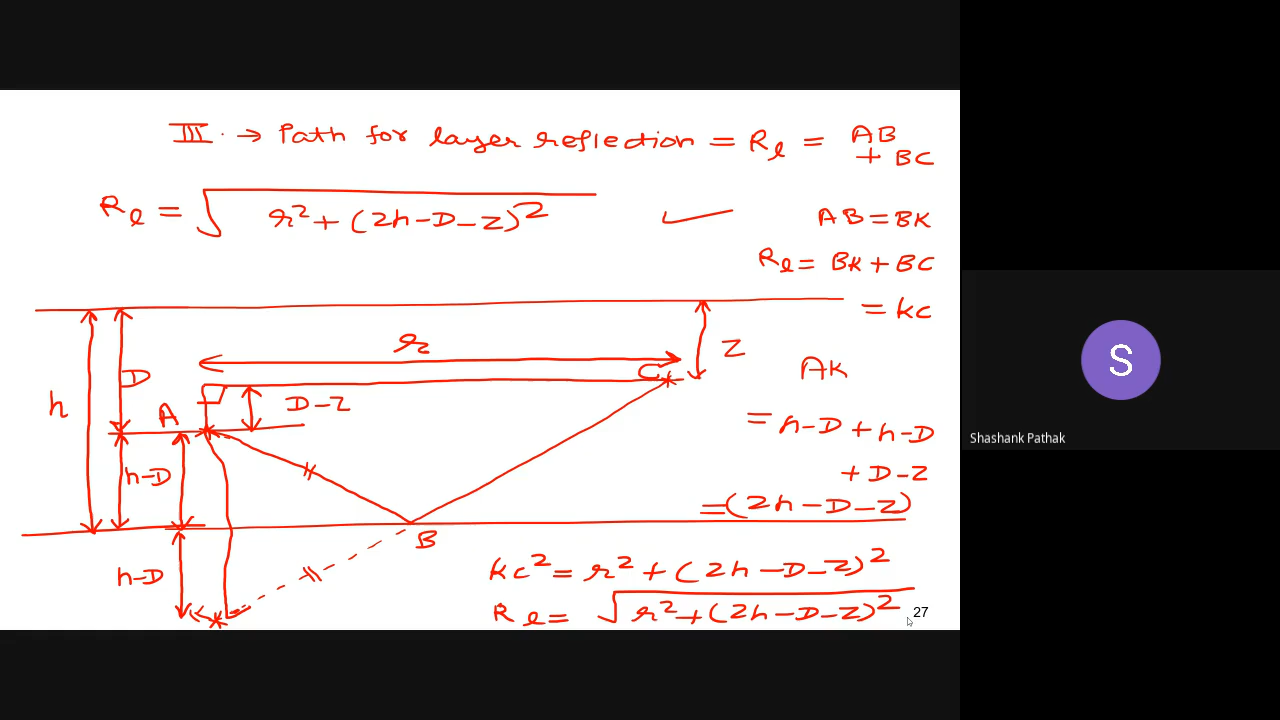 III. → Path for layer reflection = Rl = AB + BC
Rl = √(r² + (2h-D-Z)²) ✓
AB = BK
Rl = BK + BC
= KC
r
Z
C
AK
D
h
A
D-Z
= h-D + h-D
+ D-Z
h-D
= (2h-D-Z)
B
h-D
KC² = r² + (2h-D-Z)²
Rl = √(r² + (2h-D-Z)²)
K
27
S
Shashank Pathak